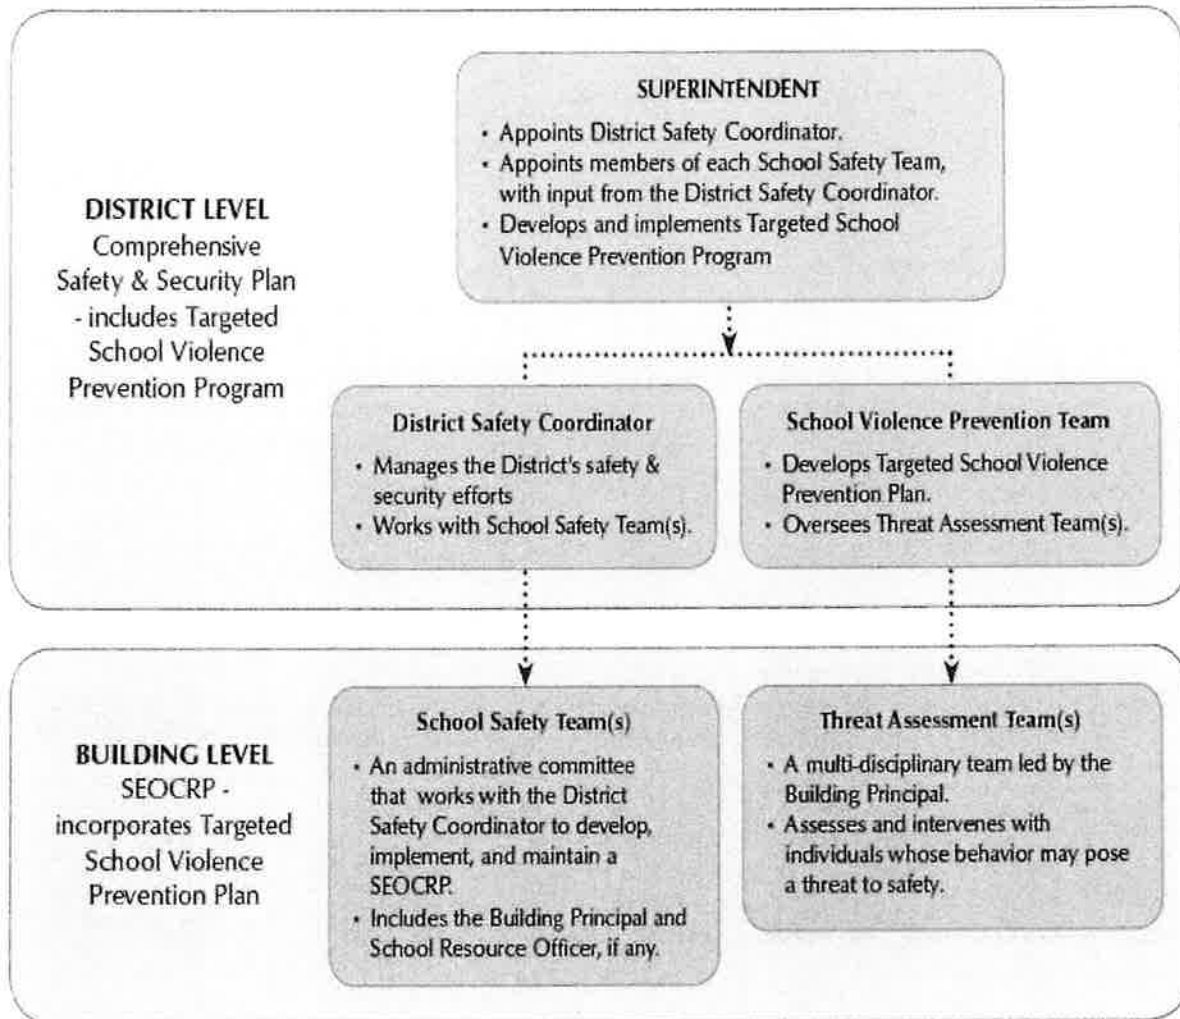 SUPERINTENDENT
• Appoints District Safety Coordinator.
• Appoints members of each School Safety Team,
with input from the District Safety Coordinator.
• Develops and implements Targeted School
Violence Prevention Program
DISTRICT LEVEL
Comprehensive
Safety & Security Plan
- includes Targeted
School Violence
Prevention Program
District Safety Coordinator
• Manages the District's safety &
security efforts
• Works with School Safety Team(s).
School Violence Prevention Team
• Develops Targeted School Violence
Prevention Plan.
• Oversees Threat Assessment Team(s).
BUILDING LEVEL
SEOCRP -
incorporates Targeted
School Violence
Prevention Plan
School Safety Team(s)
• An administrative committee
that works with the District
Safety Coordinator to develop,
implement, and maintain a
SEOCRP.
• Includes the Building Principal and
School Resource Officer, if any.
Threat Assessment Team(s)
• A multi-disciplinary team led by the
Building Principal.
• Assesses and intervenes with
individuals whose behavior may pose
a threat to safety.